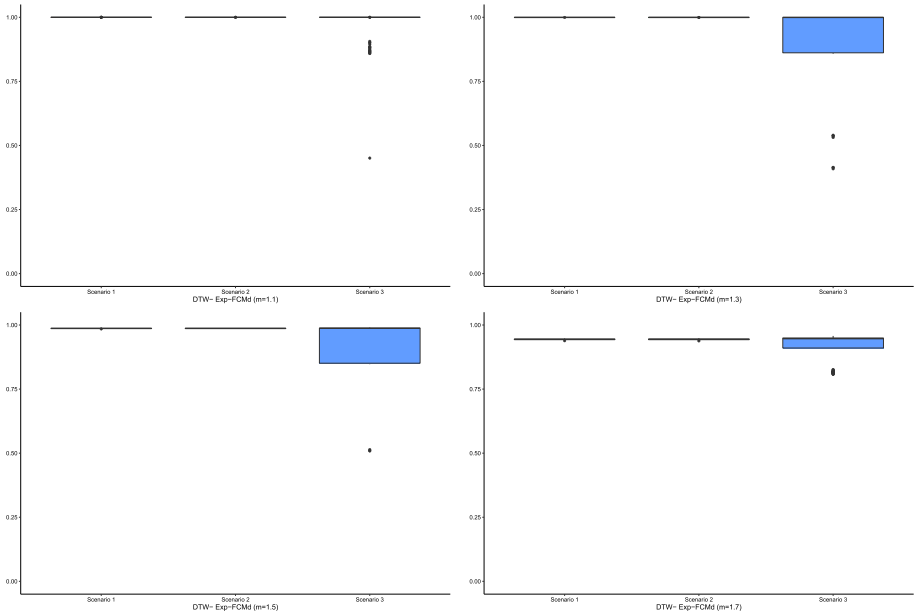 1.00
0.75
0.50
0.25
0.00
Scenario 1 Scenario 2 Scenario 3
DTW− Exp−FCMd (m=1.1)
1.00
0.75
0.50
0.25
0.00
Scenario 1 Scenario 2 Scenario 3
DTW− Exp−FCMd (m=1.3)
1.00
0.75
0.50
0.25
0.00
Scenario 1 Scenario 2 Scenario 3
DTW− Exp−FCMd (m=1.5)
1.00
0.75
0.50
0.25
0.00
Scenario 1 Scenario 2 Scenario 3
DTW− Exp−FCMd (m=1.7)